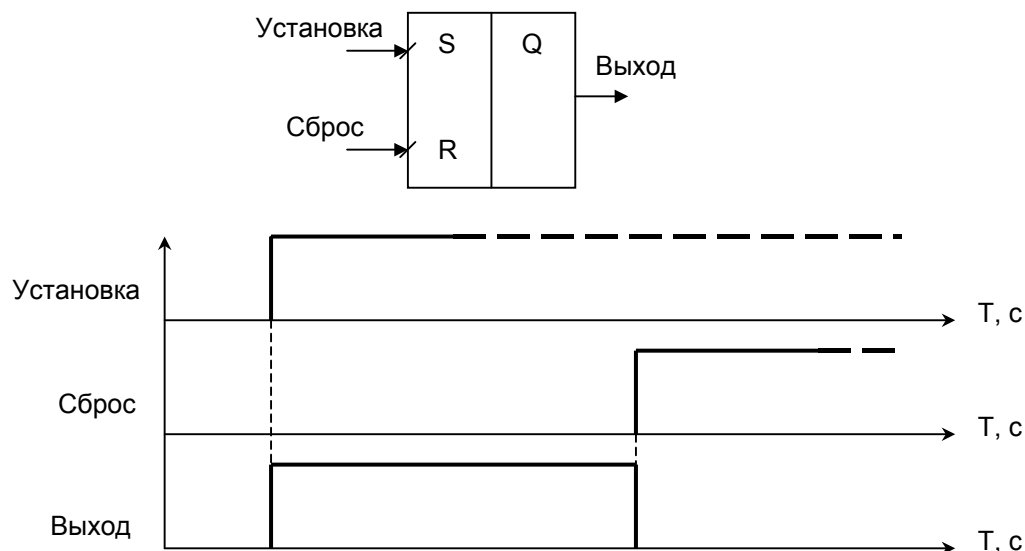 Установка
S
Q
Выход
Сброс
R
Установка
Т, с
Сброс
Т, с
Выход
Т, с